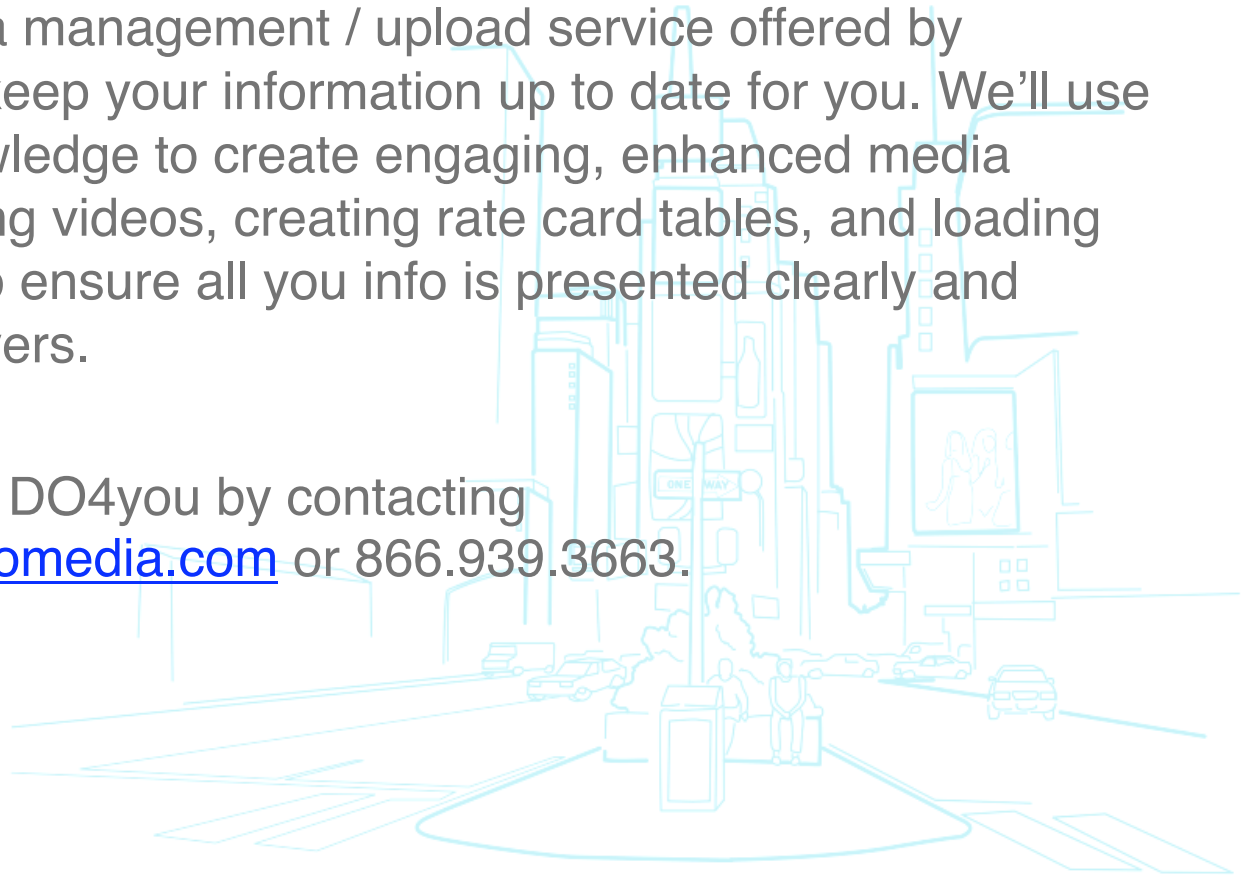 a management / upload service offered by
keep your information up to date for you. We’ll use
wledge to create engaging, enhanced media
ng videos, creating rate card tables, and loading
o ensure all you info is presented clearly and
yers.
DO4you by contacting
omedia.com or 866.939.3663.
ONE WAY